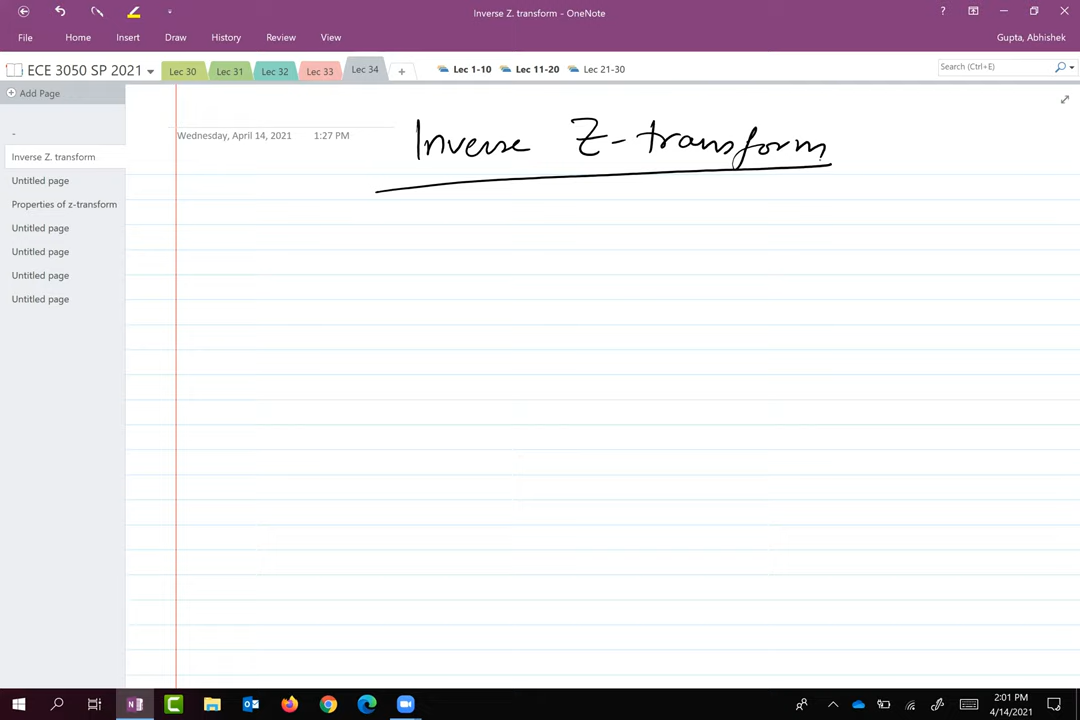 Inverse Z. transform - OneNote
?
File Home Insert Draw History Review View
Gupta, Abhishek
ECE 3050 SP 2021
Lec 30 Lec 31 Lec 32 Lec 33 Lec 34 +
Lec 1-10 Lec 11-20 Lec 21-30
Search (Ctrl+E)
Add Page
-
Inverse Z. transform
Untitled page
Properties of z-transform
Untitled page
Untitled page
Untitled page
Untitled page
Wednesday, April 14, 2021 1:27 PM
Inverse Z-transform
2:01 PM
4/14/2021